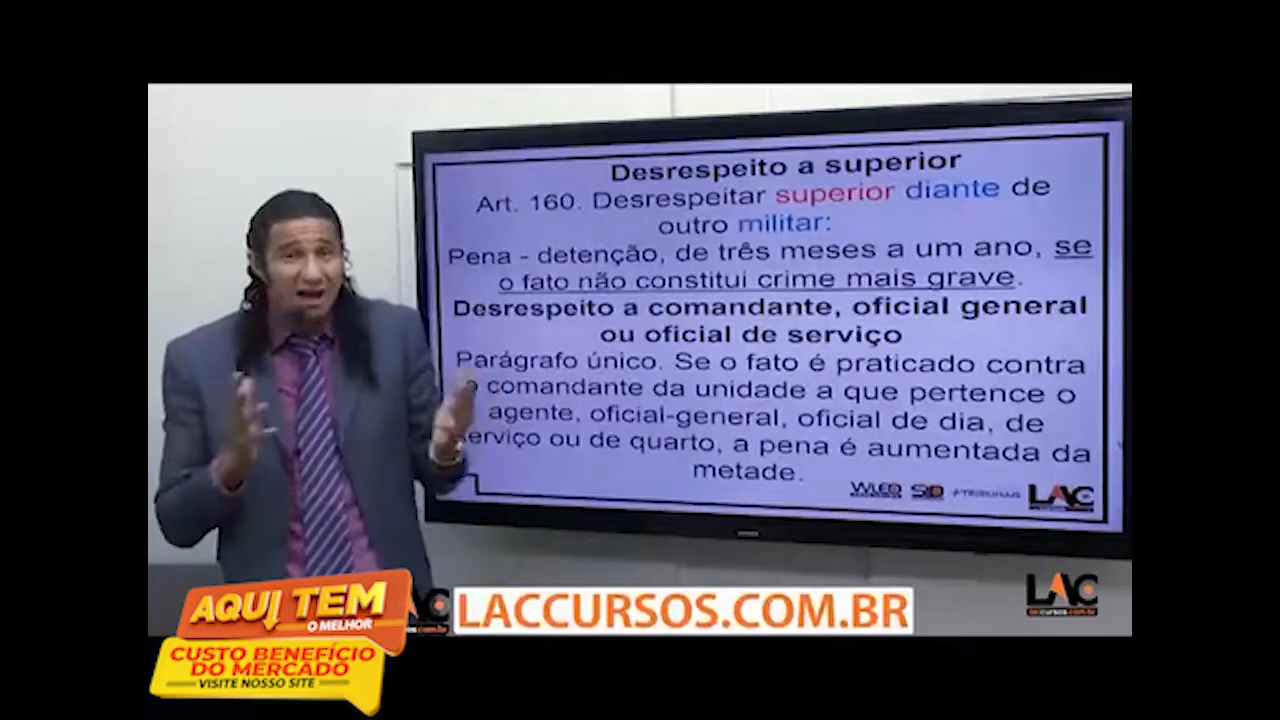 Desrespeito a superior
Art. 160. Desrespeitar superior diante de
outro militar:
Pena - detenção, de três meses a um ano, se
o fato não constitui crime mais grave.
Desrespeito a comandante, oficial general
ou oficial de serviço
Parágrafo único. Se o fato é praticado contra
o comandante da unidade a que pertence o
agente, oficial-general, oficial de dia, de
serviço ou de quarto, a pena é aumentada da
metade.
LAC
LAC
cursos.com.br
AQUI TEM
O MELHOR
CUSTO BENEFÍCIO
DO MERCADO
VISITE NOSSO SITE
LACCURSOS.COM.BR